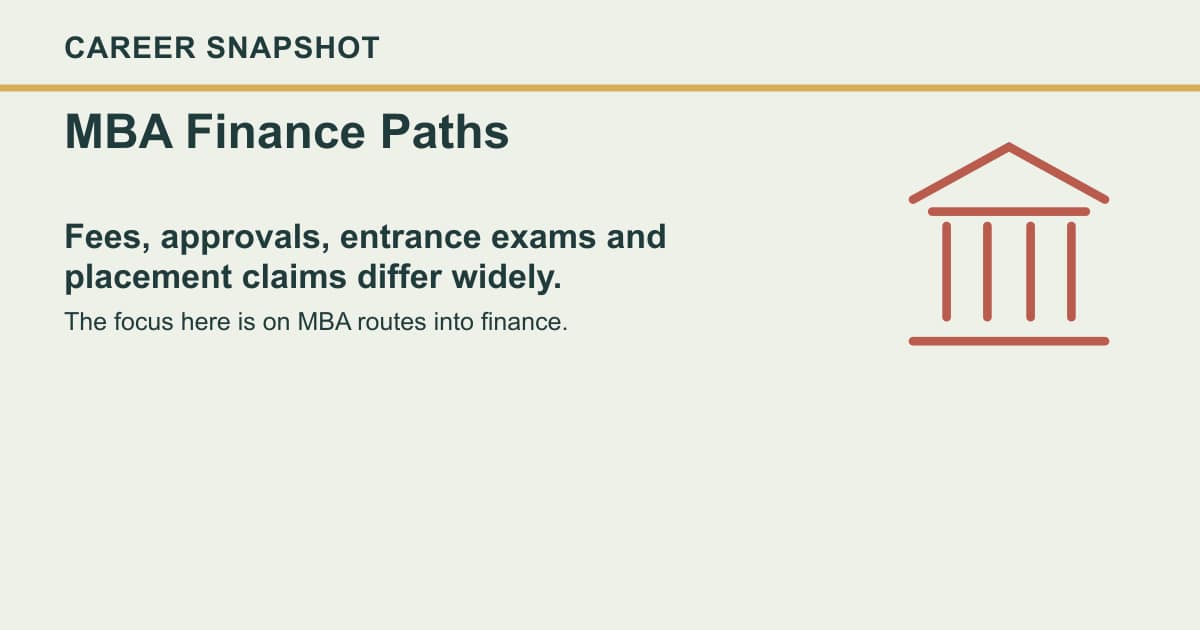 CAREER SNAPSHOT
MBA Finance Paths
Fees, approvals, entrance exams and
placement claims differ widely.
The focus here is on MBA routes into finance.